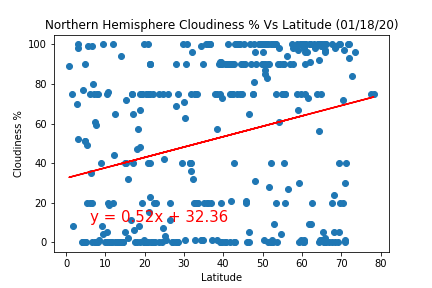 Northern Hemisphere Cloudiness % Vs Latitude (01/18/20)
100
80
60
40
20
0
Cloudiness %
y = 0.52x + 32.36
0 10 20 30 40 50 60 70 80
Latitude